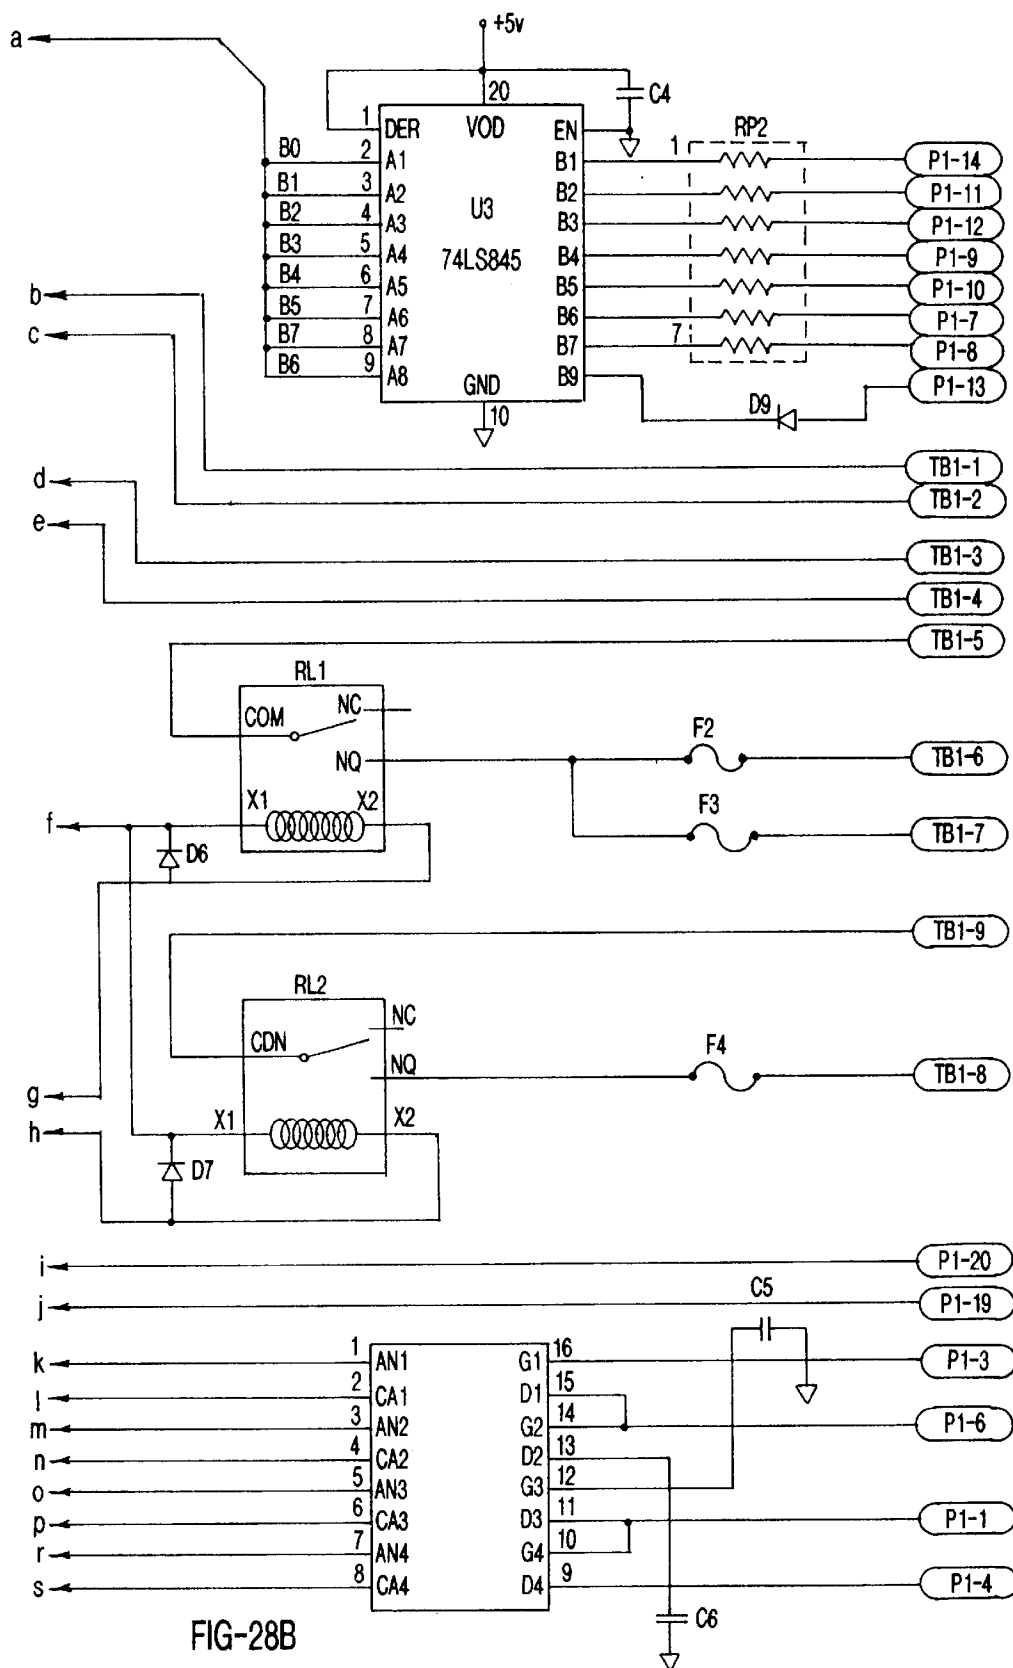 +5v
a
20
C4
1 DER VOD EN
RP2
B0 2 A1 B1 1 P1-14
B1 3 A2 B2 P1-11
B2 4 A3 U3 B3 P1-12
B3 5 A4 74LS845 B4 P1-9
B4 6 A5 B5 P1-10
b B5 7 A6 B6 P1-7
c B7 8 A7 B7 7 P1-8
B6 9 A8 GND B9 P1-13
10
D9
TB1-1
d TB1-2
e
TB1-3
TB1-4
TB1-5
RL1
NC
COM
F2
NQ TB1-6
X1 X2 F3
f TB1-7
D6
TB1-9
RL2
NC
CDN F4
NQ TB1-8
g
X1 X2
h
D7
i P1-20
j C5 P1-19
k 1 AN1 G1 16 P1-3
l 2 CA1 D1 15
m 3 AN2 G2 14 P1-6
n 4 CA2 D2 13
o 5 AN3 G3 12
p 6 CA3 D3 11 P1-1
r 7 AN4 G4 10
s 8 CA4 D4 9 P1-4
C6
FIG-28B